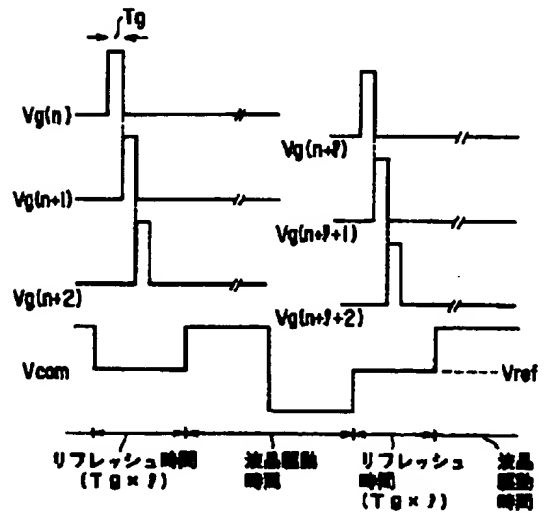 Tg
Vg(n)
Vg(n+1)
Vg(n+2)
Vg(n+ℓ)
Vg(n+ℓ+1)
Vg(n+ℓ+2)
Vcom
Vref
リフレッシュ時間
(Tg×ℓ)
液晶駆動
時間
リフレッシュ
時間
(Tg×ℓ)
液晶
駆動
時間